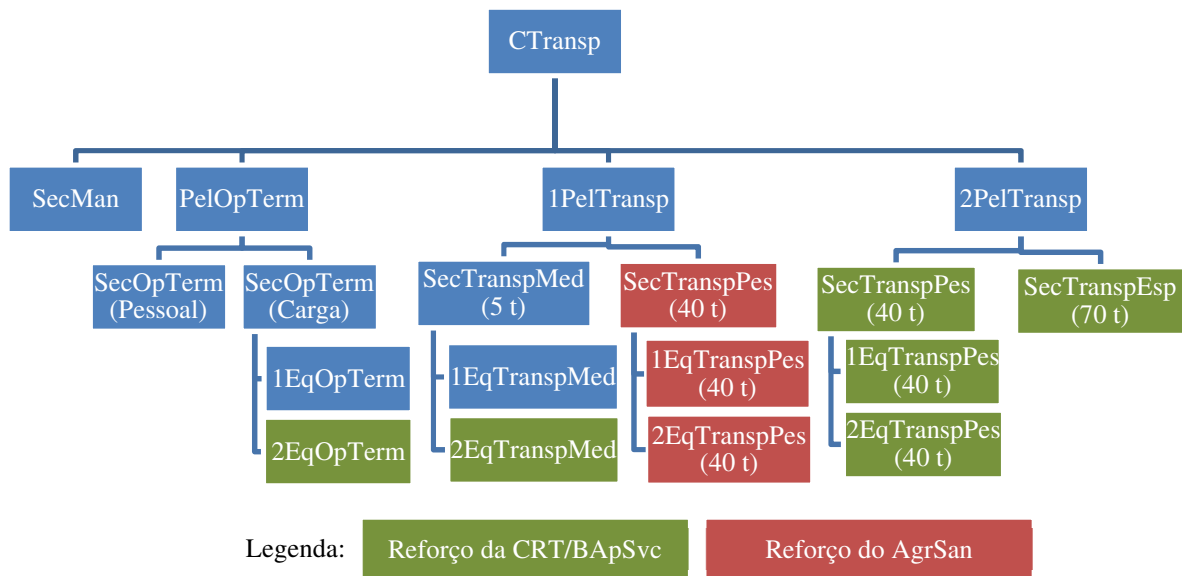 CTransp
SecMan
PelOpTerm
1PelTransp
2PelTransp
SecOpTerm
(Pessoal)
SecOpTerm
(Carga)
SecTranspMed
(5 t)
SecTranspPes
(40 t)
SecTranspPes
(40 t)
SecTranspEsp
(70 t)
1EqOpTerm
1EqTranspMed
1EqTranspPes
(40 t)
1EqTranspPes
(40 t)
2EqOpTerm
2EqTranspMed
2EqTranspPes
(40 t)
2EqTranspPes
(40 t)
Legenda:
Reforço da CRT/BApSvc
Reforço do AgrSan